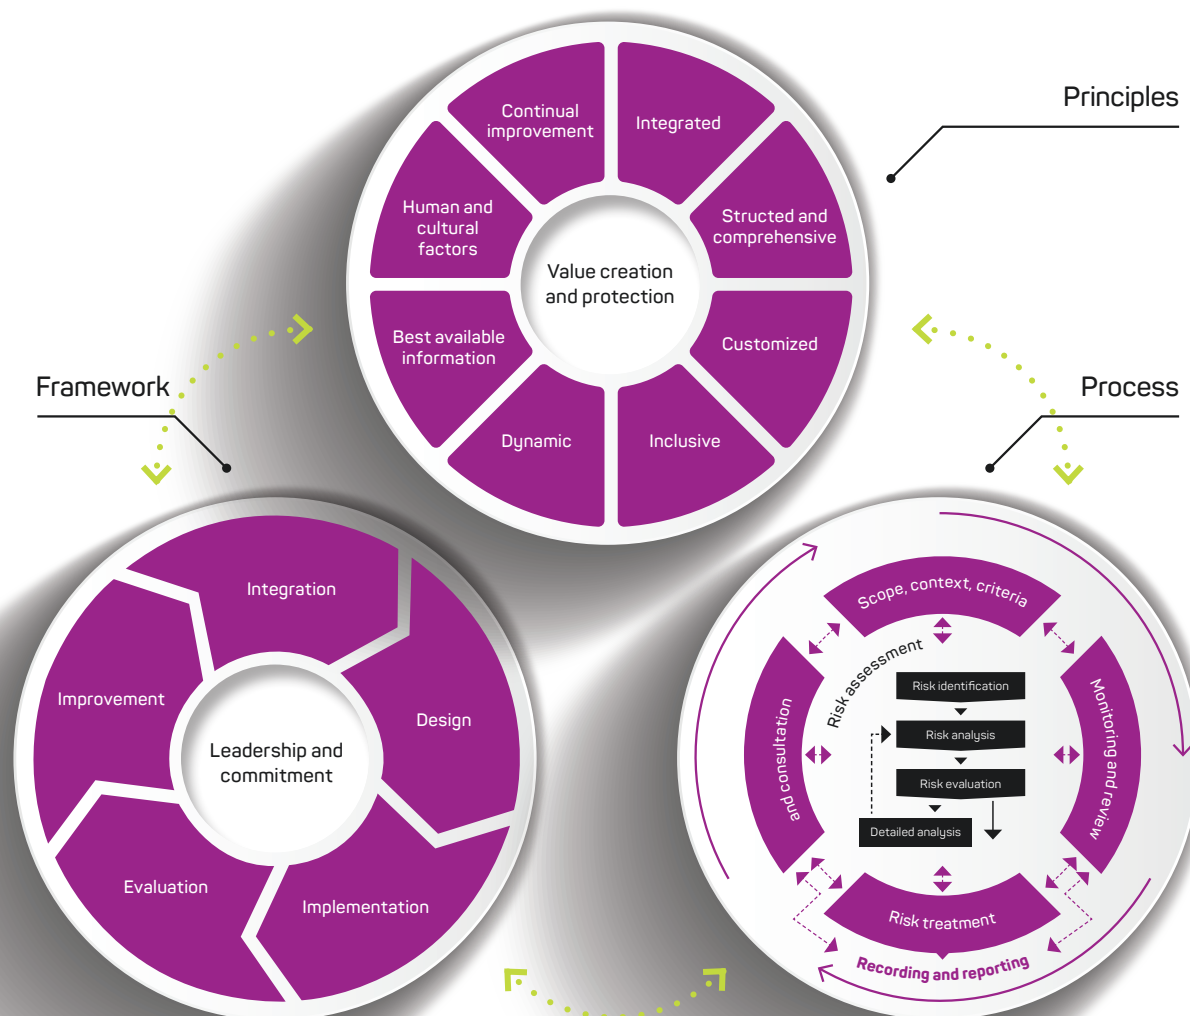 Principles
Continual
improvement
Integrated
Human and
cultural
factors
Structed and
comprehensive
Value creation
and protection
Best available
information
Customized
Dynamic
Inclusive
Framework
Process
Integration
Improvement
Design
Leadership and
commitment
Evaluation
Implementation
Scope, context, criteria
Risk assessment
Risk identification
Risk analysis
Risk evaluation
Detailed analysis
and consultation
Monitoring and review
Risk treatment
Recording and reporting